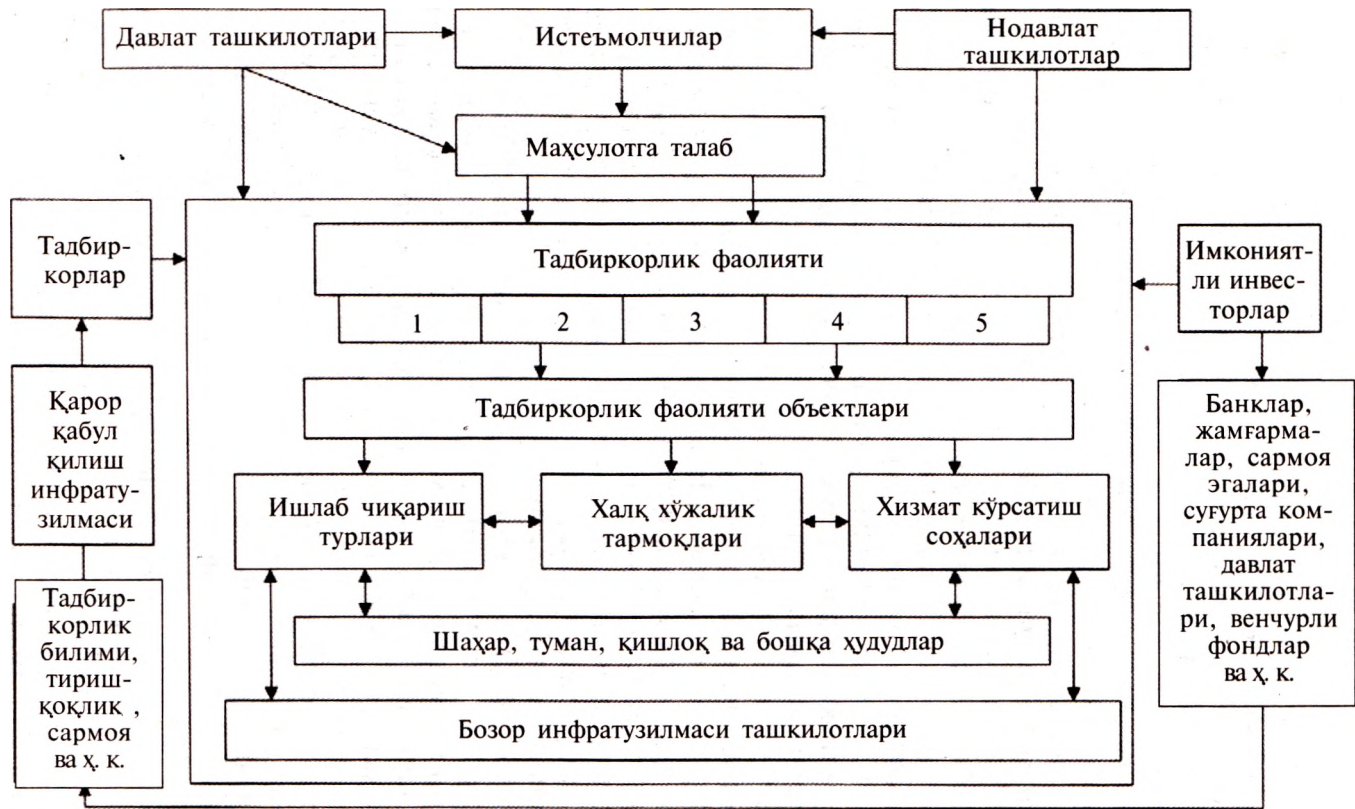 Давлат ташкилотлари
Истеъмолчилар
Нодавлат
ташкилотлар
Маҳсулотга талаб
Тадбир-
корлар
Тадбиркорлик фаолияти
1 2 3 4 5
Имконият-
ли инвес-
торлар
Қарор
қабул
қилиш
инфрату-
зилмаси
Тадбиркорлик фаолияти объектлари
Ишлаб чиқариш
турлари
Халқ хўжалик
тармоқлари
Хизмат кўрсатиш
соҳалари
Банклар,
жамғарма-
лар, сармоя
эгалари,
суғурта ком-
паниялари,
давлат
ташкилотла-
ри, венчурли
фондлар
ва ҳ. к.
Тадбир-
корлик
билими,
тириш-
қоқлик ,
сармоя
ва ҳ. к.
Шаҳар, туман, қишлоқ ва бошқа ҳудудлар
Бозор инфратузилмаси ташкилотлари